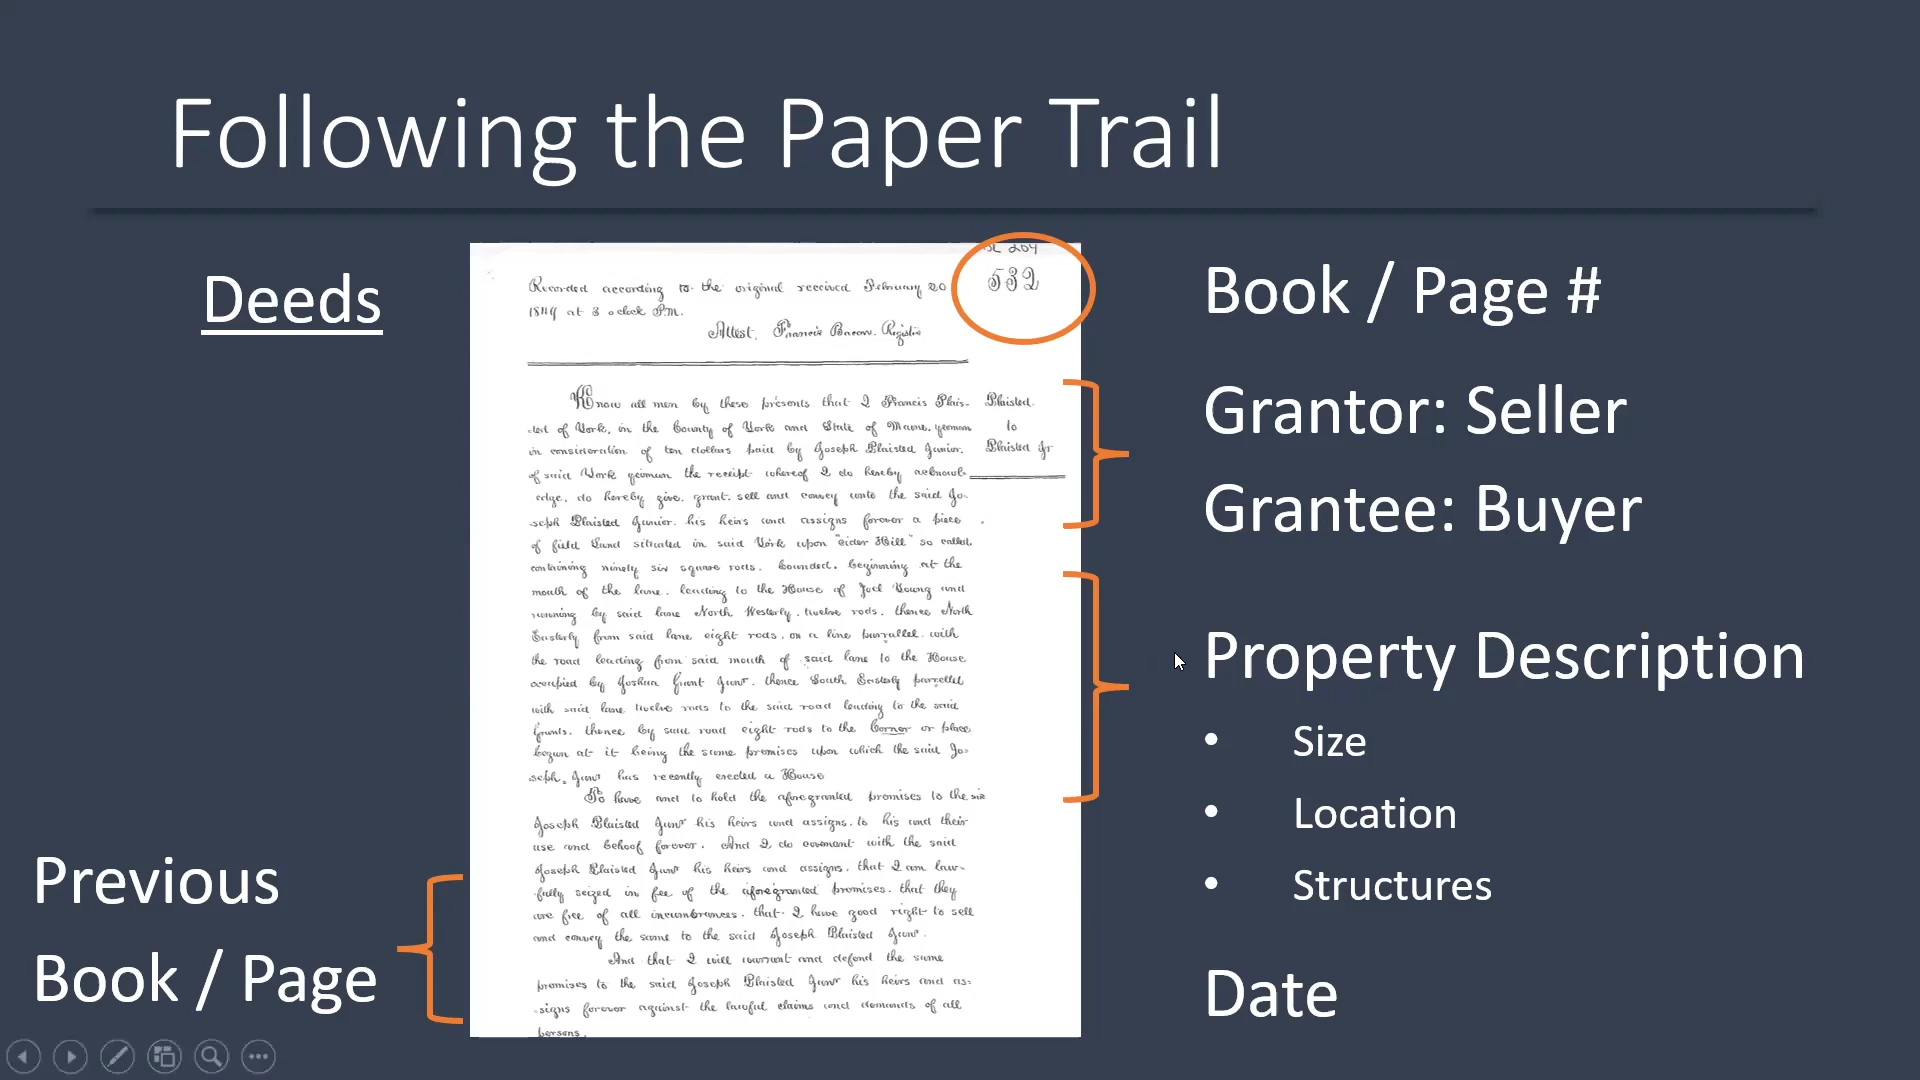 Following the Paper Trail
Deeds
204
532
Recorded according to the original received February 20
1849 at 3 o clock P.M.
Attest, Francis Bacon. Register
Know all men by these presents that I Francis Plais-
ted of York, in the County of York and State of Maine, yeoman
in consideration of ten dollars paid by Joseph Plaisted Junior.
of said York yeoman the receipt whereof I do hereby acknowl-
edge, do hereby give, grant, sell and convey unto the said Jo-
seph Plaisted Junior. his heirs and assigns forever a piece
of field Land situated in said York upon "Cider Hill" so called,
containing ninety six square rods. bounded. beginning at the
mouth of the lane. leading to the House of Joel Young and
running by said lane North Westerly. twelve rods. thence North
Easterly from said lane eight rods, on a line parrallel. with
the road leading from said mouth of said lane to the House
occupied by Joshua Grant Junr. thence South Easterly parrellel
with said lane twelve rods to the said road leading to the said
Grants. thence by said road eight rods to the Corner or place
begun at it being the same premises upon which the said Jo-
seph. Junr has recently erected a House
To have and to hold the aforegranted premises to the said
Joseph Plaisted Junr his heirs and assigns. to his and their
use and behoof forever. And I do covenant with the said
Joseph Plaisted Junr his heirs and assigns, that I am law-
fully seized in fee of the aforegranted premises. that they
are free of all incumbrances. that I have good right to sell
and convey the same to the said Joseph Plaisted Junr.
And that I will warrant and defend the same
premises to the said Joseph Plaisted Junr his heirs and as-
signs forever against the lawful claims and demands of all
persons.
Plaisted
to
Plaisted Jr
Book / Page #
Grantor: Seller
Grantee: Buyer
Property Description
• Size
• Location
• Structures
Date
Previous
Book / Page